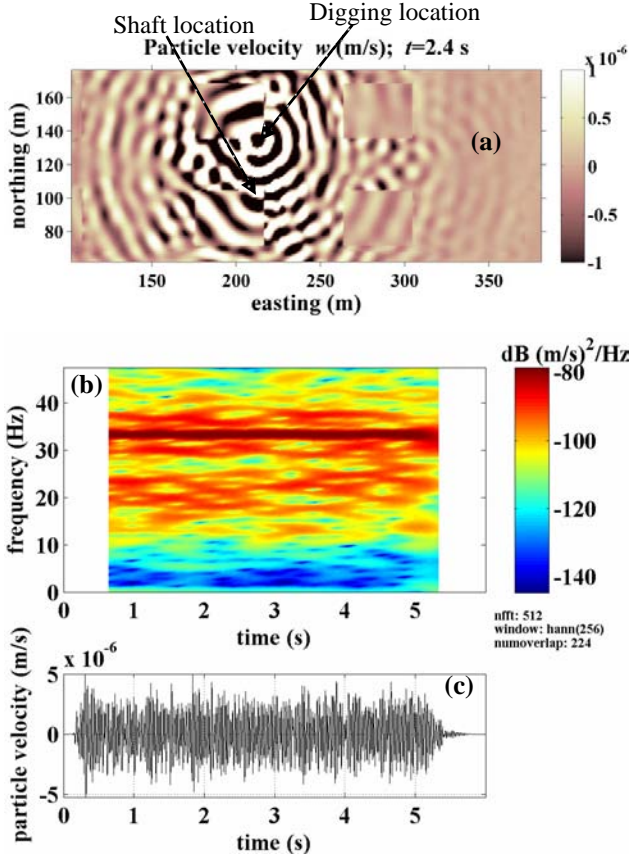 Digging location
Shaft location
Particle velocity w (m/s); t=2.4 s
x 10-6
160
140
120
100
80
northing (m)
(a)
1
0.5
0
-0.5
-1
150 200 250 300 350
easting (m)
dB (m/s)2/Hz
(b)
40
30
20
10
0
frequency (Hz)
-80
-100
-120
-140
0 1 2 3 4 5
time (s)
nfft: 512
window: hann(256)
numoverlap: 224
x 10-6
5
0
-5
particle velocity (m/s)
(c)
0 1 2 3 4 5
time (s)